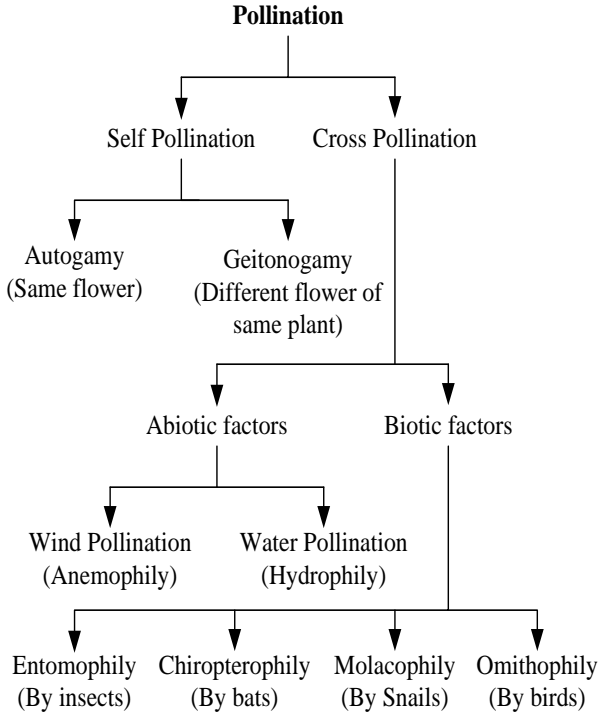 Pollination
Self Pollination
Cross Pollination
Autogamy
(Same flower)
Geitonogamy
(Different flower of
same plant)
Abiotic factors
Biotic factors
Wind Pollination
(Anemophily)
Water Pollination
(Hydrophily)
Entomophily
(By insects)
Chiropterophily
(By bats)
Molacophily
(By Snails)
Omithophily
(By birds)